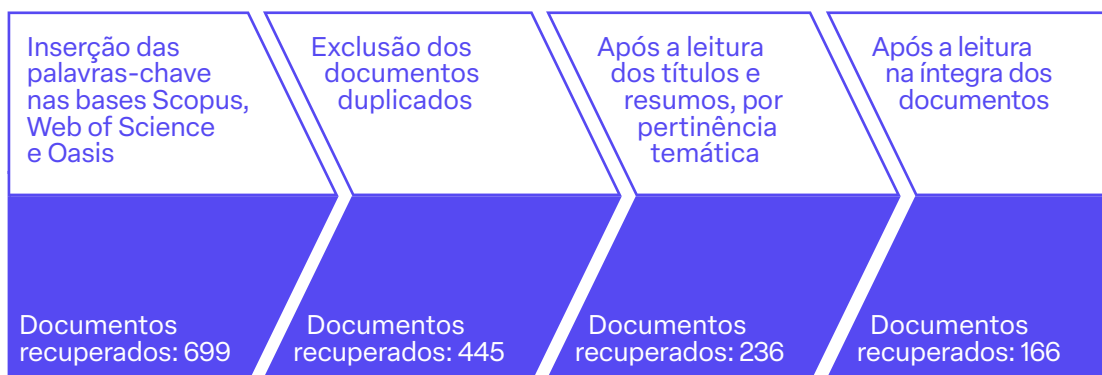 Inserção das
palavras-chave
nas bases Scopus,
Web of Science
e Oasis
Exclusão dos
documentos
duplicados
Após a leitura
dos títulos e
resumos, por
pertinência
temática
Após a leitura
na íntegra dos
documentos
Documentos
recuperados: 699
Documentos
recuperados: 445
Documentos
recuperados: 236
Documentos
recuperados: 166